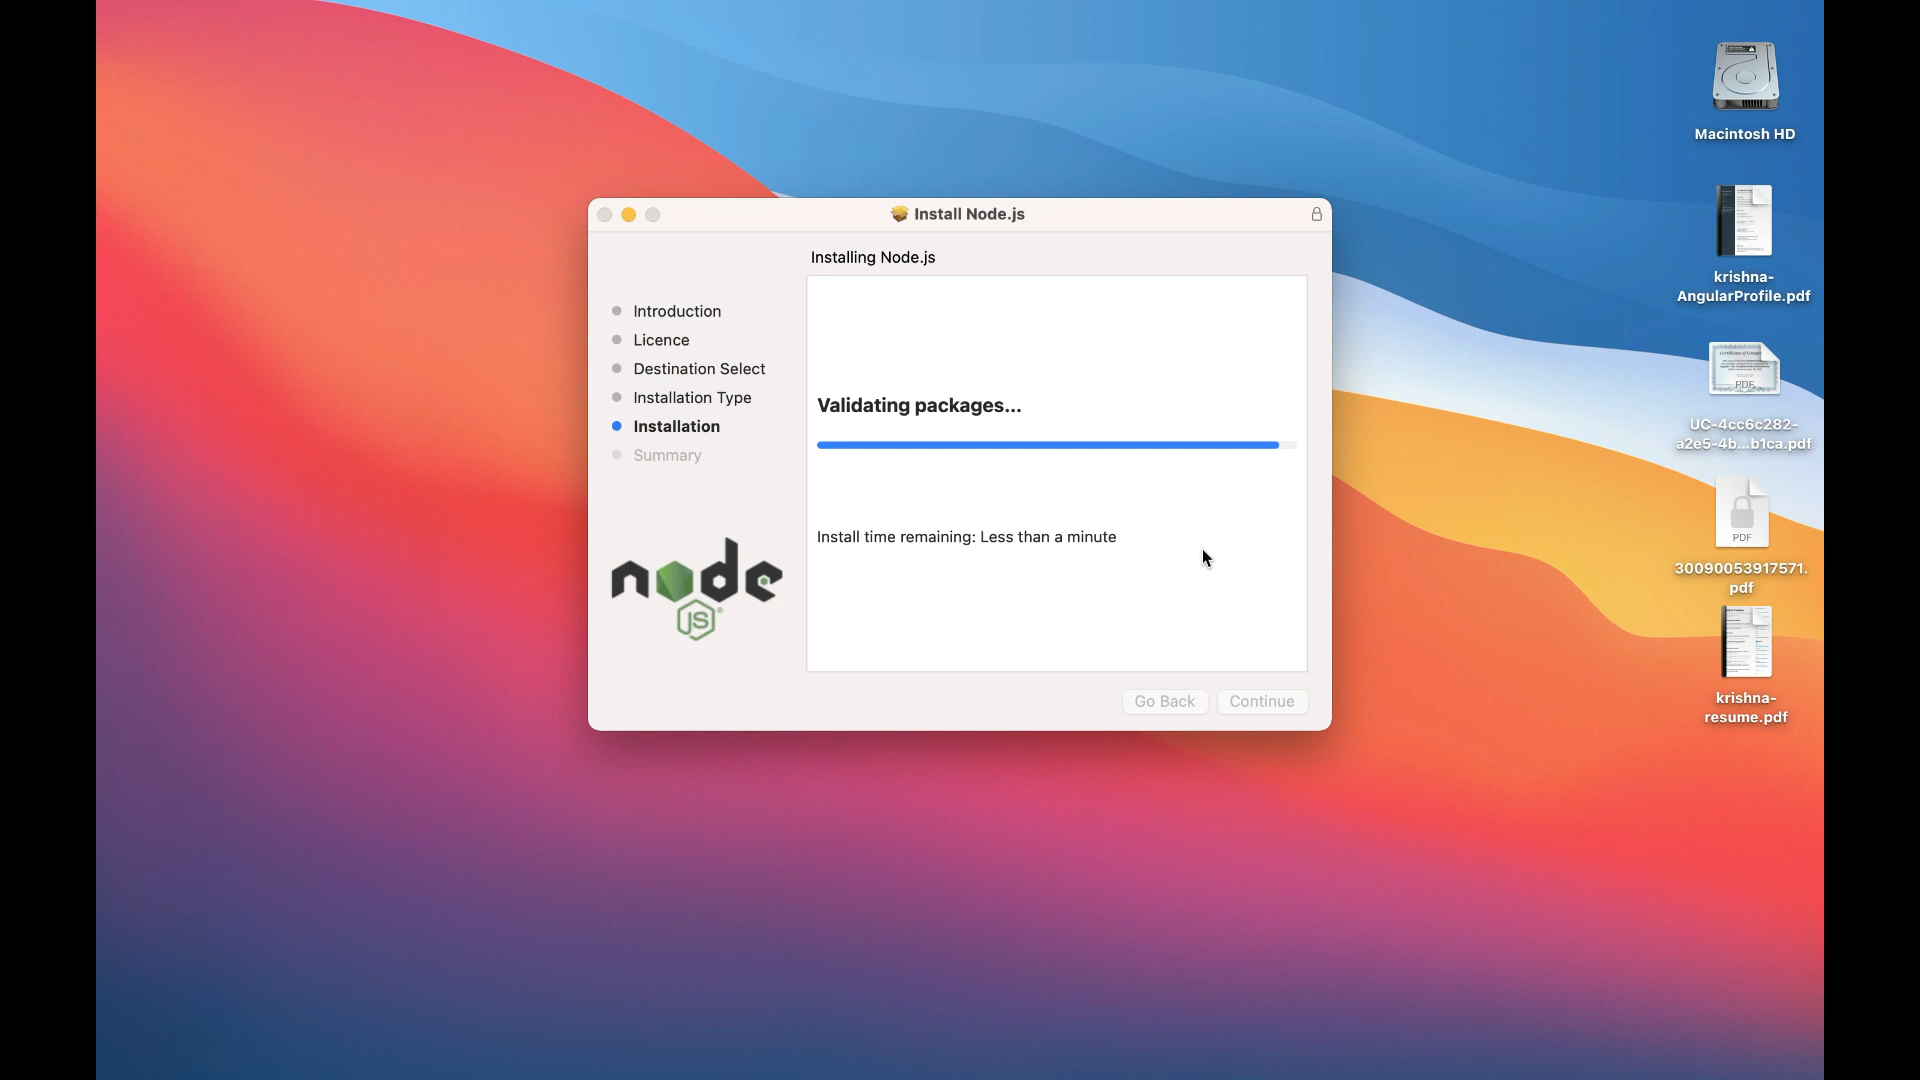 Install Node.js
Installing Node.js
Introduction
Licence
Destination Select
Installation Type
Installation
Summary
Validating packages...
Install time remaining: Less than a minute
node
JS
Go Back
Continue
Macintosh HD
krishna-
AngularProfile.pdf
PDF
UC-4cc6c282-
a2e5-4b...b1ca.pdf
PDF
30090053917571.
pdf
krishna-
resume.pdf